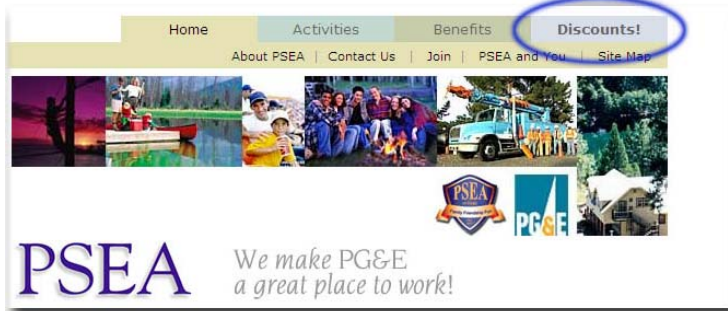 Home Activities Benefits Discounts!
About PSEA | Contact Us | Join | PSEA and You | Site Map
PSEA
PG&E
PSEA We make PG&E
a great place to work!